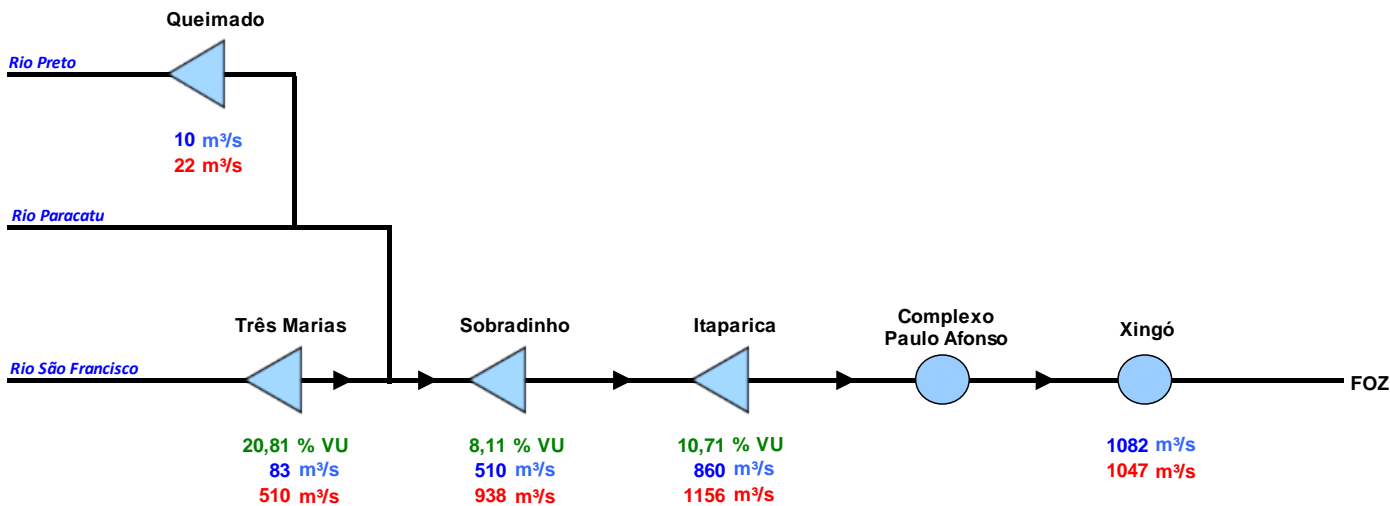 Queimado
Rio Preto
10 m³/s
22 m³/s
Rio Paracatu
Três Marias
Sobradinho
Itaparica
Complexo
Paulo Afonso
Xingó
Rio São Francisco
FOZ
20,81 % VU
83 m³/s
510 m³/s
8,11 % VU
510 m³/s
938 m³/s
10,71 % VU
860 m³/s
1156 m³/s
1082 m³/s
1047 m³/s